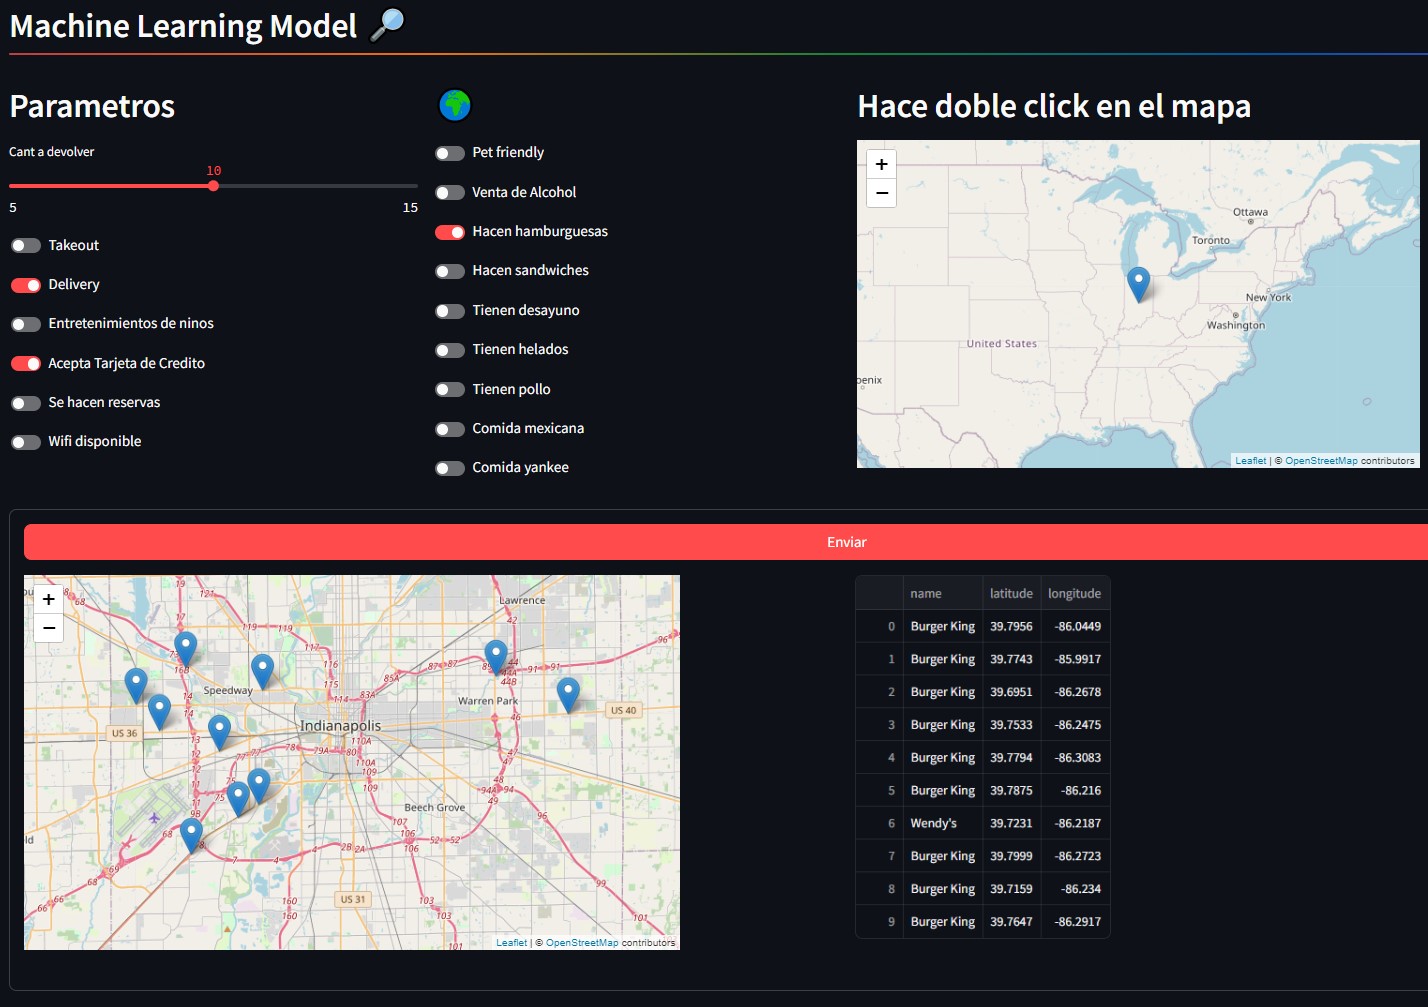 Machine Learning Model
Parametros
Cant a devolver
10
5 15
Takeout
Delivery
Entretenimientos de ninos
Acepta Tarjeta de Credito
Se hacen reservas
Wifi disponible
Pet friendly
Venta de Alcohol
Hacen hamburguesas
Hacen sandwiches
Tienen desayuno
Tienen helados
Tienen pollo
Comida mexicana
Comida yankee
Hace doble click en el mapa
+
−
Ottawa
Toronto
New York
Washington
United States
oenix
Leaflet | © OpenStreetMap contributors
Enviar
+
−
Lawrence
Speedway
Warren Park
US 40
Indianapolis
US 36
Beech Grove
US 31
Leaflet | © OpenStreetMap contributors
name latitude longitude
0 Burger King 39.7956 -86.0449
1 Burger King 39.7743 -85.9917
2 Burger King 39.6951 -86.2678
3 Burger King 39.7533 -86.2475
4 Burger King 39.7794 -86.3083
5 Burger King 39.7875 -86.216
6 Wendy's 39.7231 -86.2187
7 Burger King 39.7999 -86.2723
8 Burger King 39.7159 -86.234
9 Burger King 39.7647 -86.2917